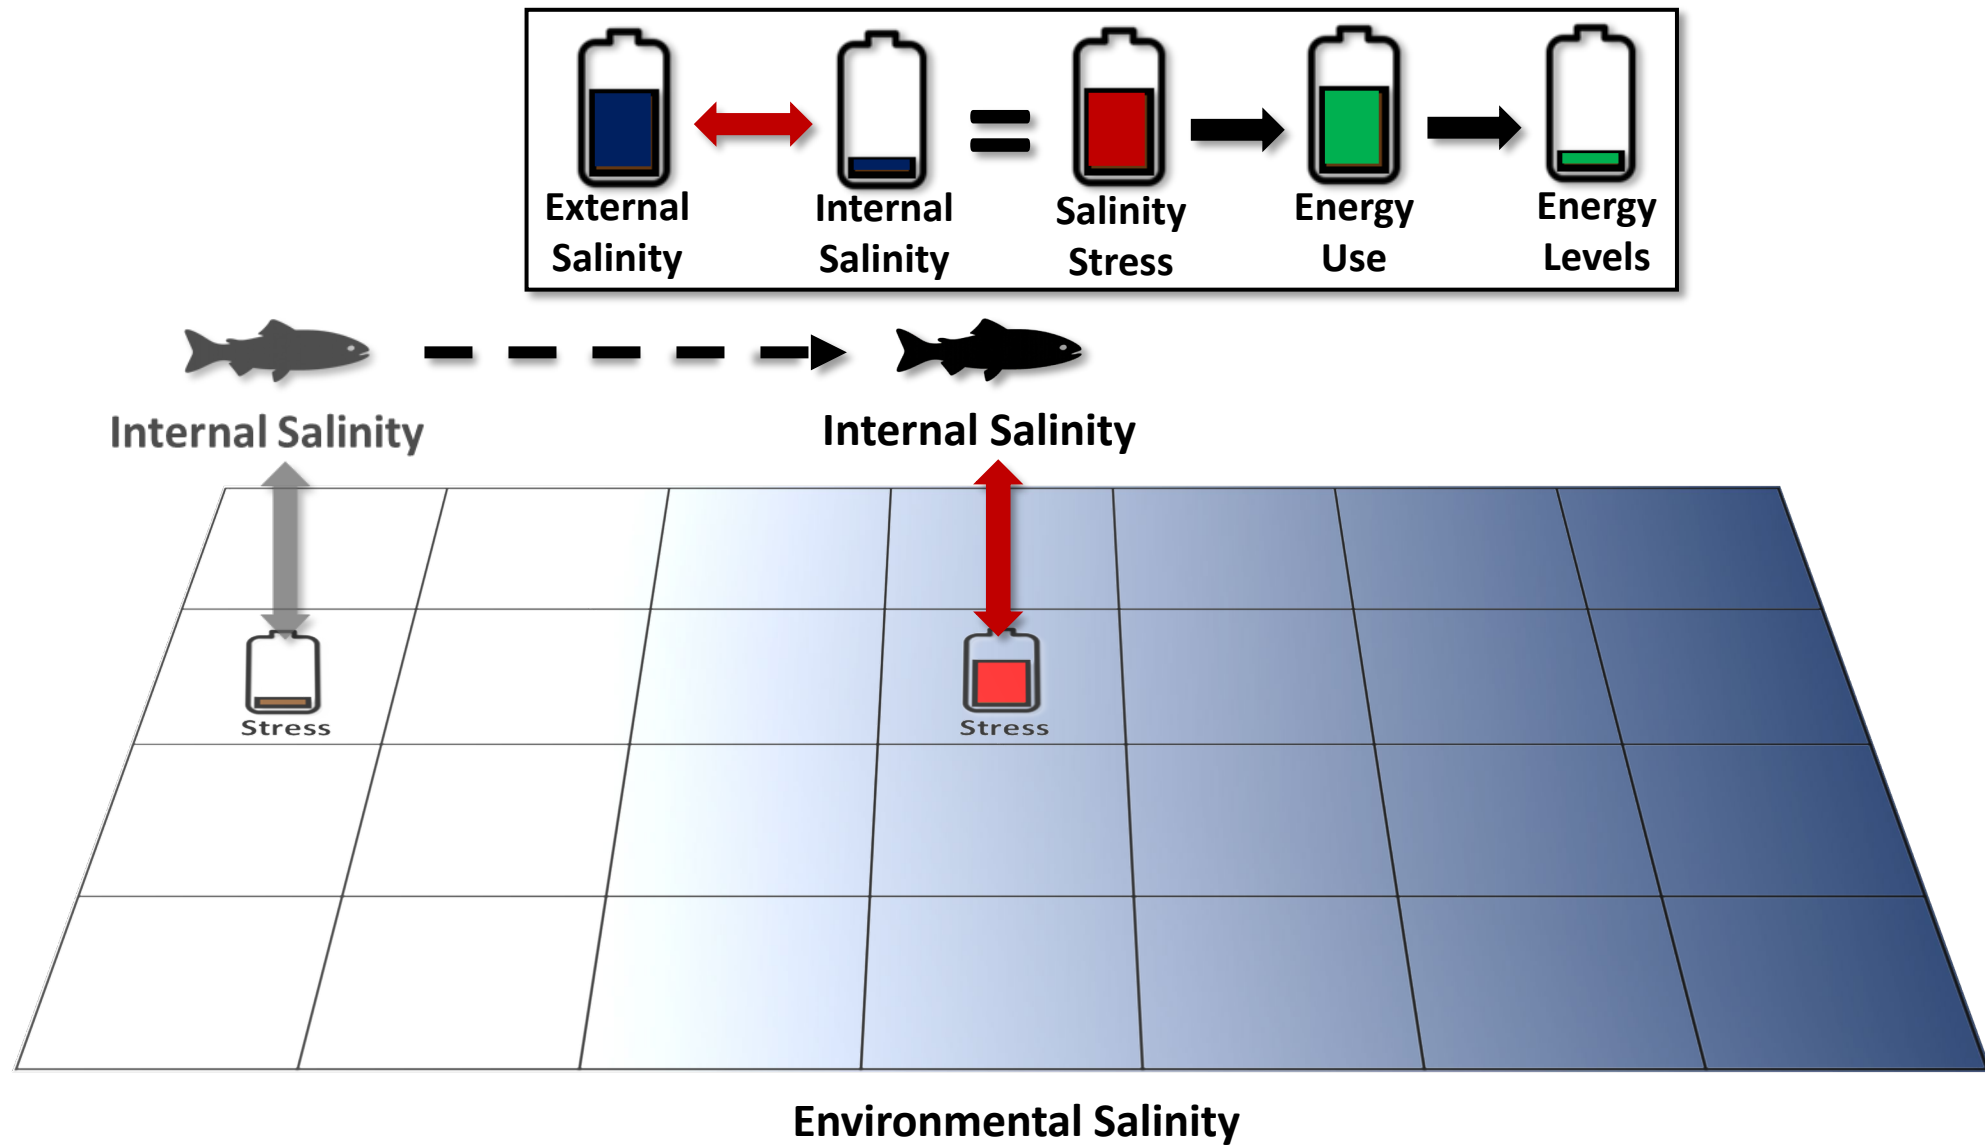 External Salinity
Internal Salinity
Salinity Stress
Energy Use
Energy Levels
Internal Salinity
Internal Salinity
Stress
Stress
Environmental Salinity